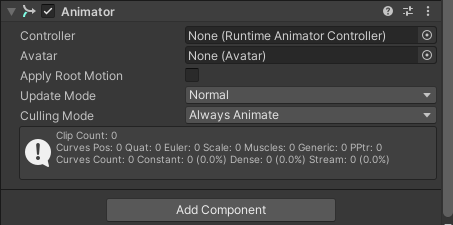 Animator
Controller None (Runtime Animator Controller)
Avatar None (Avatar)
Apply Root Motion
Update Mode Normal
Culling Mode Always Animate
Clip Count: 0
Curves Pos: 0 Quat: 0 Euler: 0 Scale: 0 Muscles: 0 Generic: 0 PPtr: 0
Curves Count: 0 Constant: 0 (0.0%) Dense: 0 (0.0%) Stream: 0 (0.0%)
Add Component